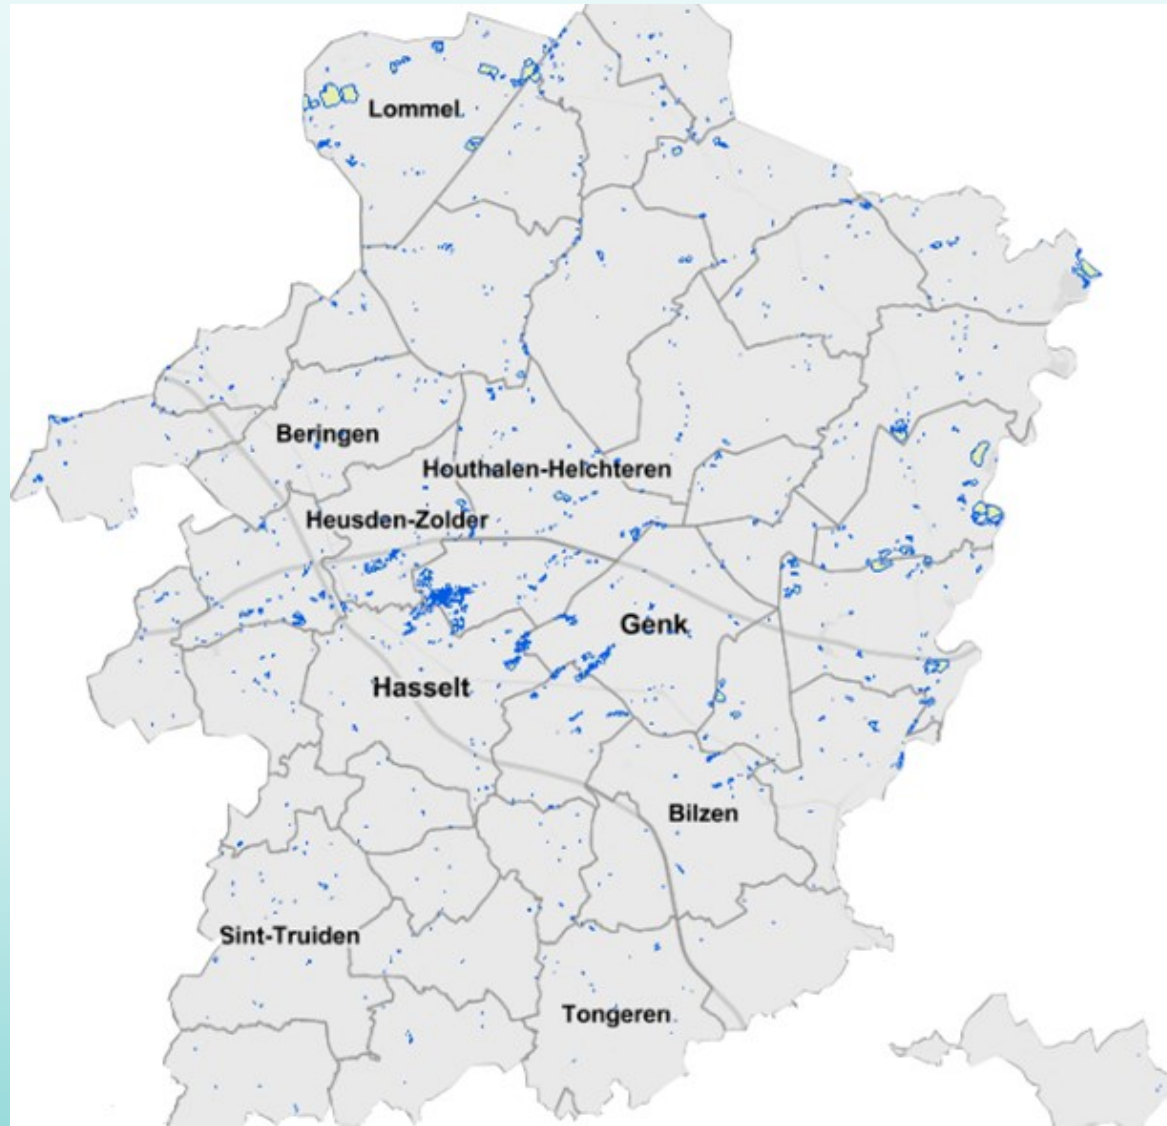 Lommel
Beringen
Houthalen-Helchteren
Heusden-Zolder
Genk
Hasselt
Bilzen
Sint-Truiden
Tongeren